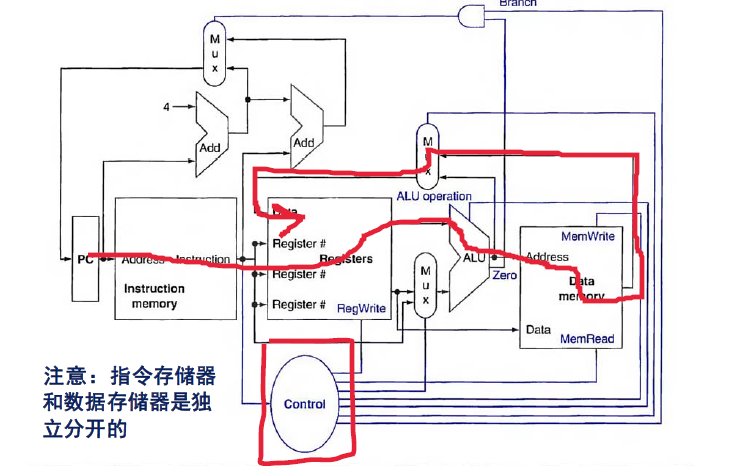 Branch
M
u
x
4
Add
Add
M
x
ALU operation
Data
PC
Address
Instruction
Instruction
memory
Register #
Registers
Register #
Register #
RegWrite
M
u
x
ALU
Zero
MemWrite
Address
Data
memory
Data
MemRead
Control
注意：指令存储器
和数据存储器是独
立分开的